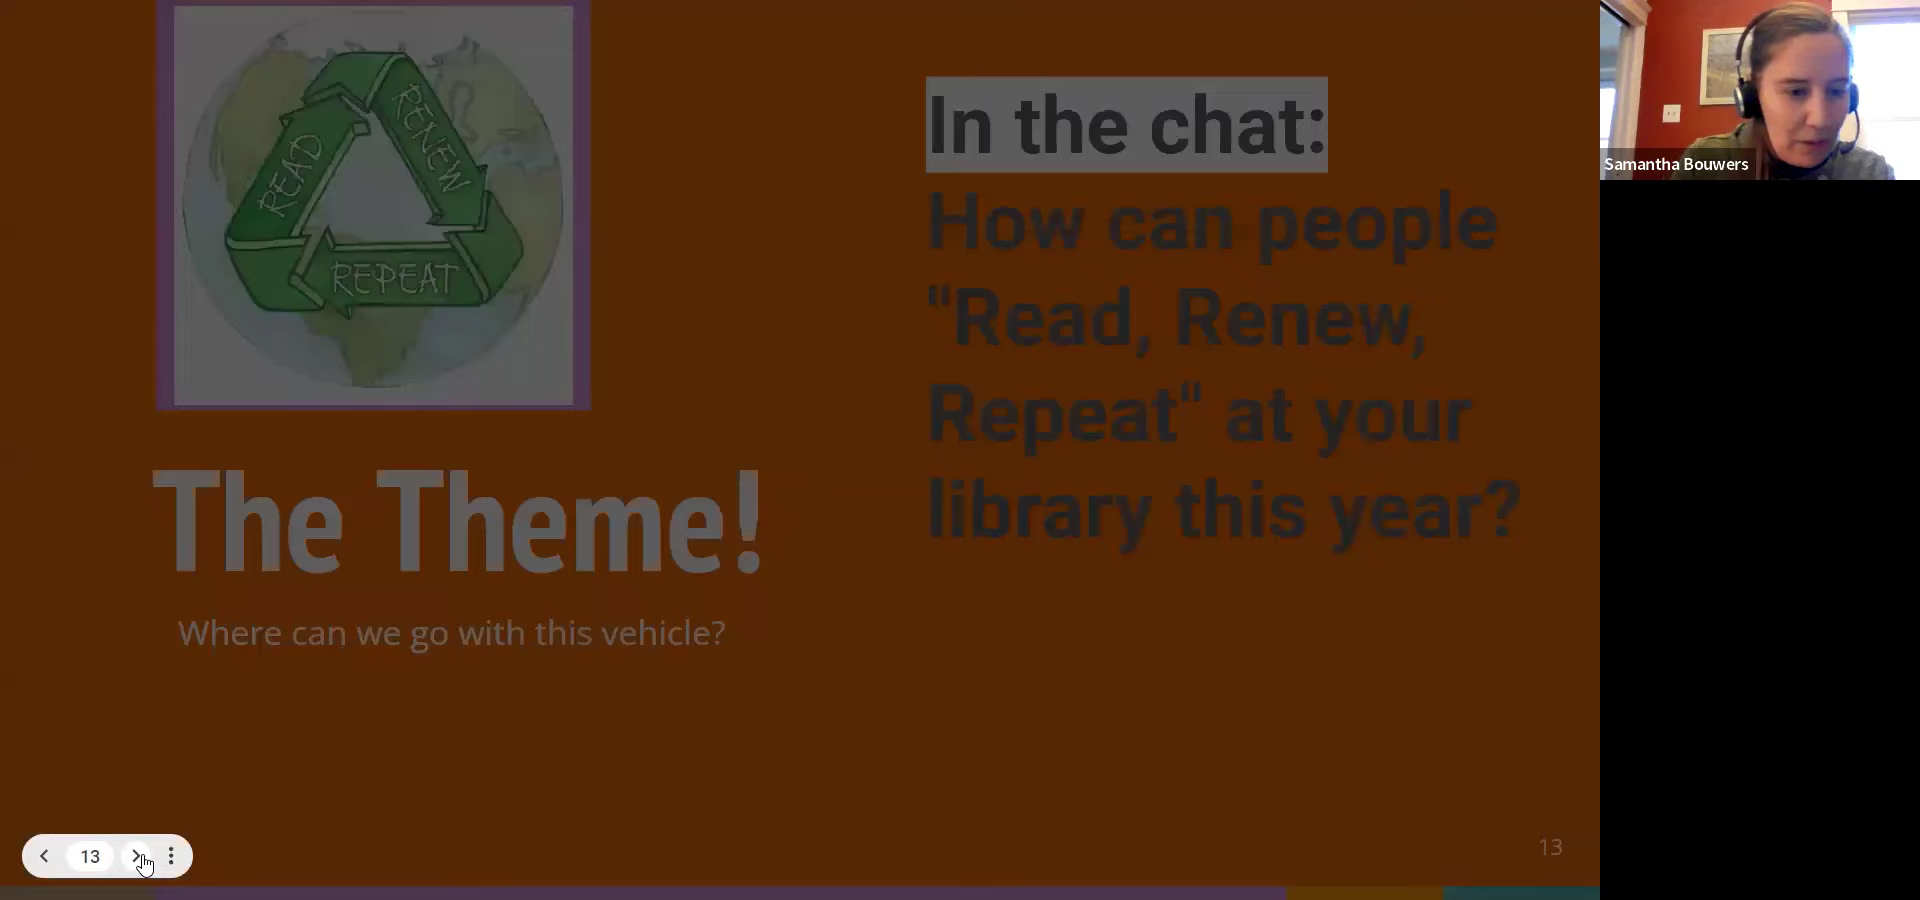 READ
RENEW
REPEAT
The Theme!
Where can we go with this vehicle?
In the chat:
How can people
"Read, Renew,
Repeat" at your
library this year?
13
13
Samantha Bouwers